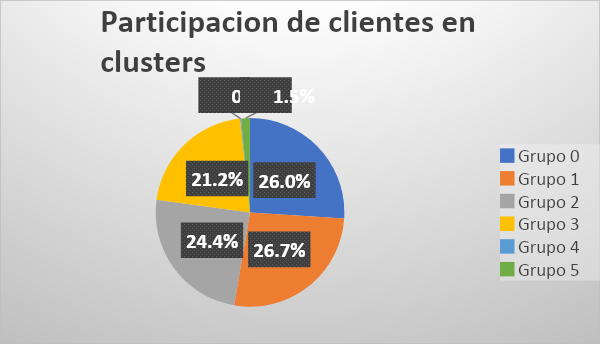 Participacion de clientes en
clusters
1.5%
21.2%
26.0%
24.4%
26.7%
Grupo 0
Grupo 1
Grupo 2
Grupo 3
Grupo 4
Grupo 5